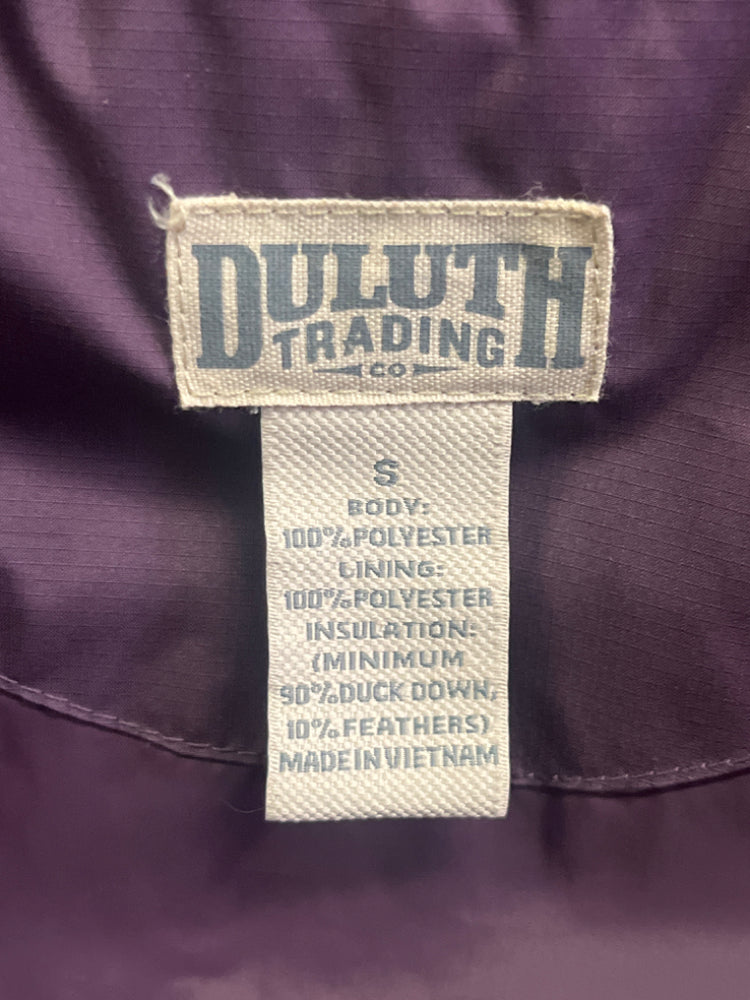 DULUTH
TRADING
CO
S
BODY:
100%POLYESTER
LINING:
100%POLYESTER
INSULATION:
(MINIMUM
90%DUCK DOWN,
10%FEATHERS)
MADE IN VIETNAM